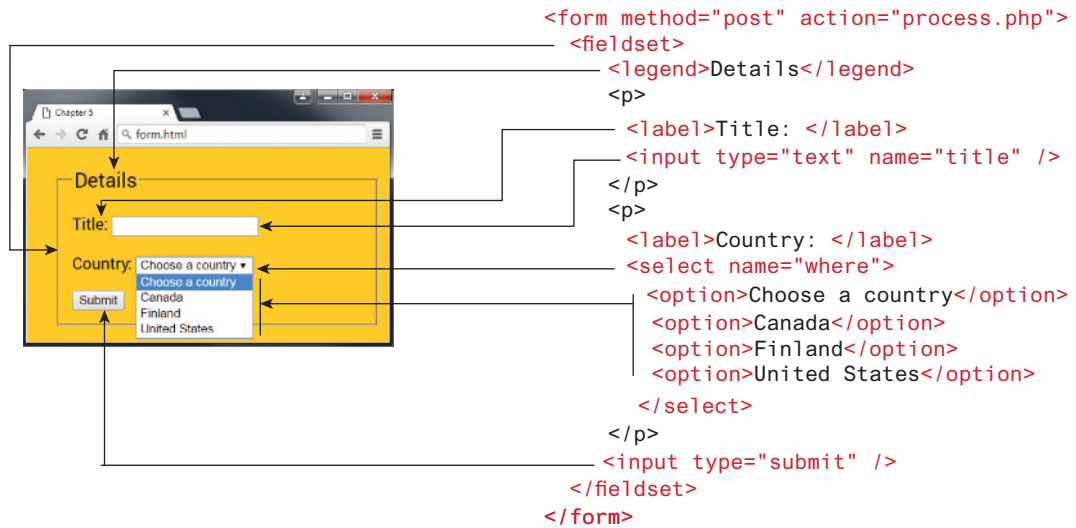 Chapter 5
form.html
Details
Title:
Country:
Choose a country
Choose a country
Canada
Finland
United States
Submit
<form method="post" action="process.php">
<fieldset>
<legend>Details</legend>
<p>
<label>Title: </label>
<input type="text" name="title" />
</p>
<p>
<label>Country: </label>
<select name="where">
<option>Choose a country</option>
<option>Canada</option>
<option>Finland</option>
<option>United States</option>
</select>
</p>
<input type="submit" />
</fieldset>
</form>